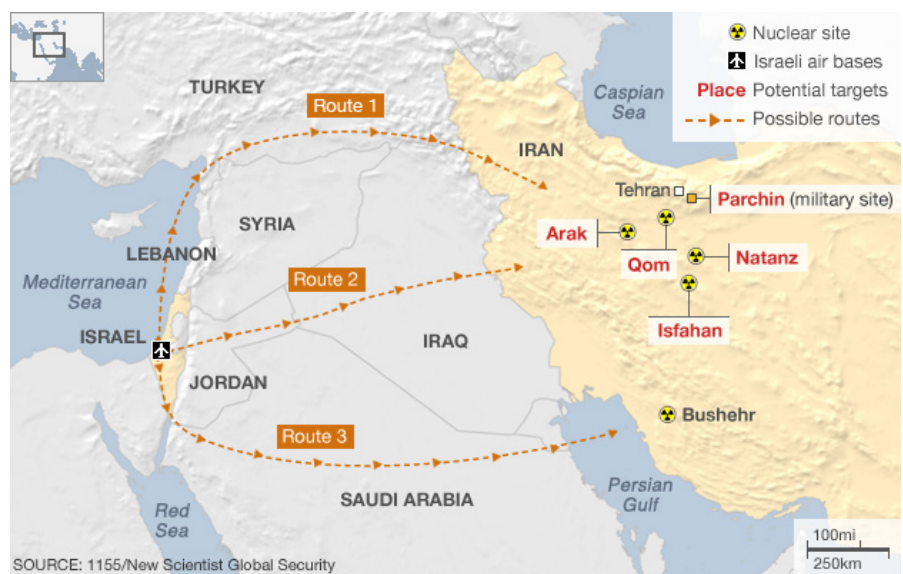 Nuclear site
Israeli air bases
Place Potential targets
Possible routes
TURKEY
Route 1
Caspian
Sea
IRAN
Tehran
Parchin (military site)
SYRIA
Arak
LEBANON
Qom
Natanz
Mediterranean
Sea
Route 2
ISRAEL
Isfahan
IRAQ
JORDAN
Bushehr
Route 3
Persian
Gulf
SAUDI ARABIA
Red
Sea
100mi
250km
SOURCE: 1155/New Scientist Global Security